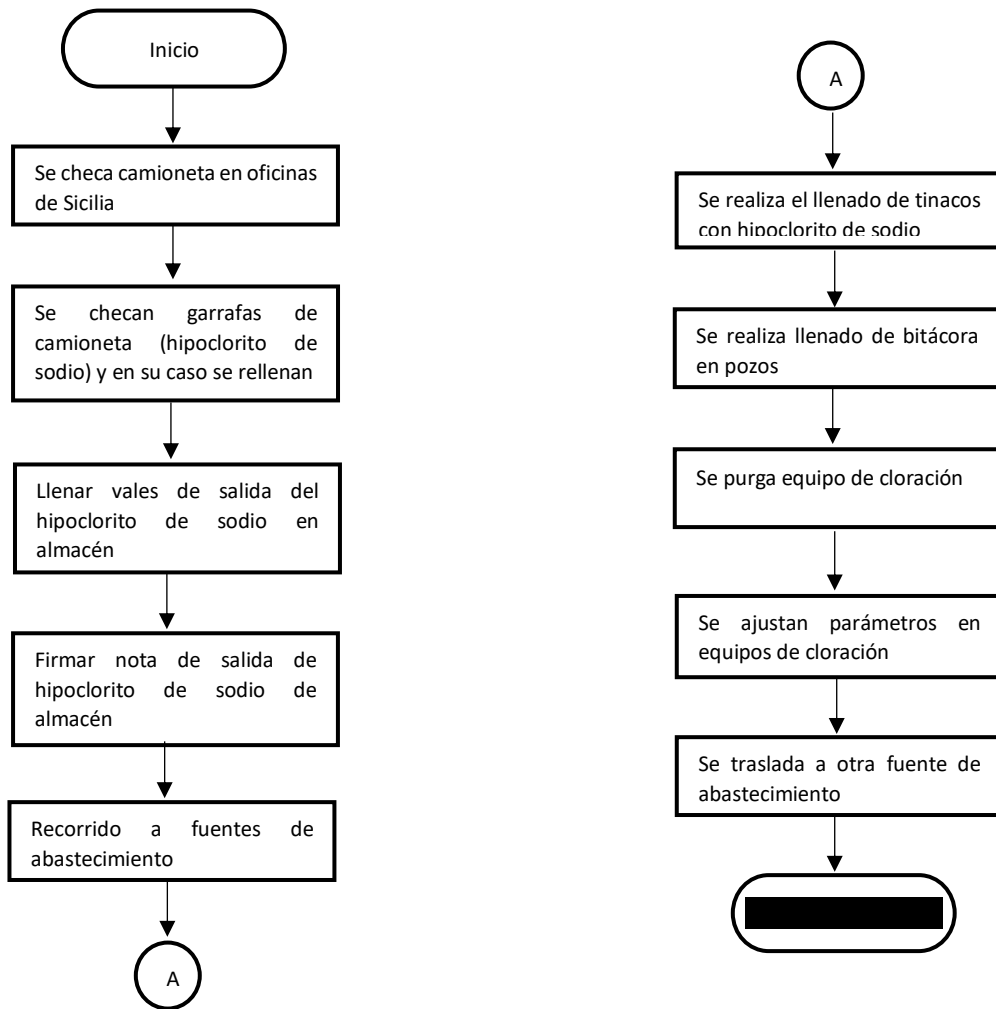 Inicio
Se checa camioneta en oficinas
de Sicilia
Se checan garrafas de
camioneta (hipoclorito de
sodio) y en su caso se rellenan
Llenar vales de salida del
hipoclorito de sodio en
almacén
Firmar nota de salida de
hipoclorito de sodio de
almacén
Recorrido a fuentes de
abastecimiento
A
A
Se realiza el llenado de tinacos
con hipoclorito de sodio
Se realiza llenado de bitácora
en pozos
Se purga equipo de cloración
Se ajustan parámetros en
equipos de cloración
Se traslada a otra fuente de
abastecimiento